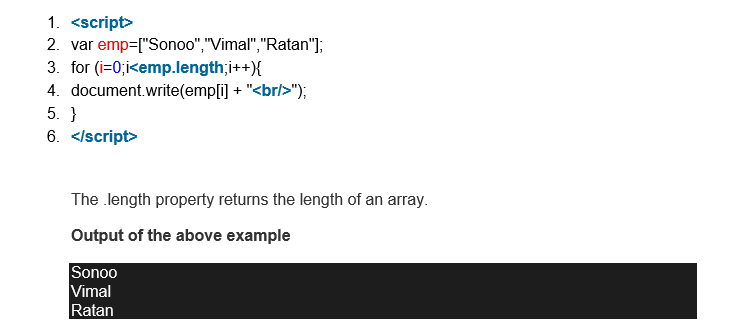 1. <script>
2. var emp=["Sonoo","Vimal","Ratan"];
3. for (i=0;i<emp.length;i++){
4. document.write(emp[i] + "<br/>");
5. }
6. </script>
The .length property returns the length of an array.
Output of the above example
Sonoo
Vimal
Ratan